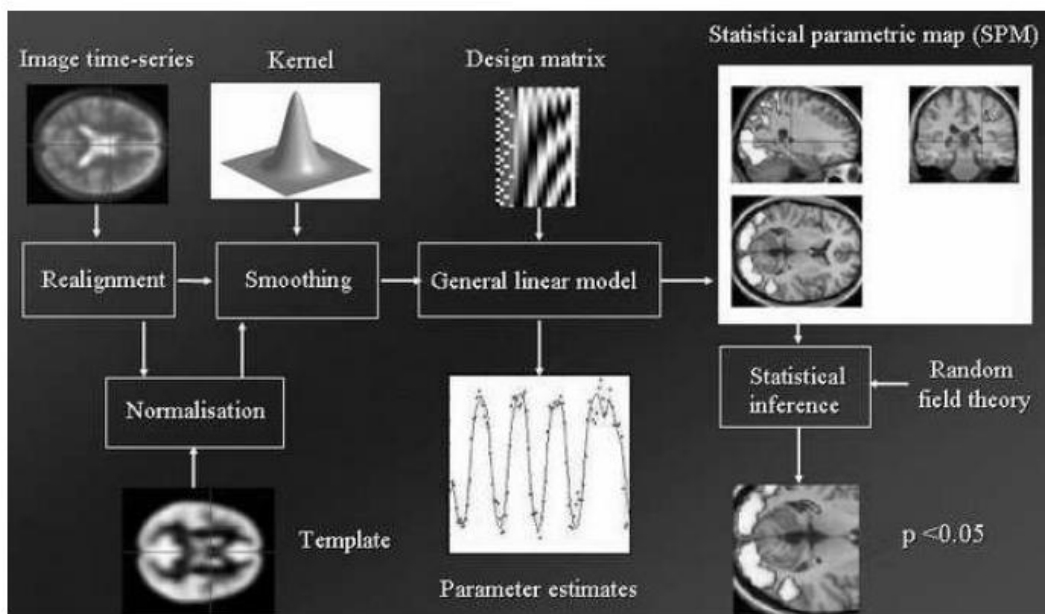 Statistical parametric map (SPM)
Image time-series
Kernel
Design matrix
Realignment
Smoothing
General linear model
Normalisation
Statistical
inference
Random
field theory
Template
p <0.05
Parameter estimates